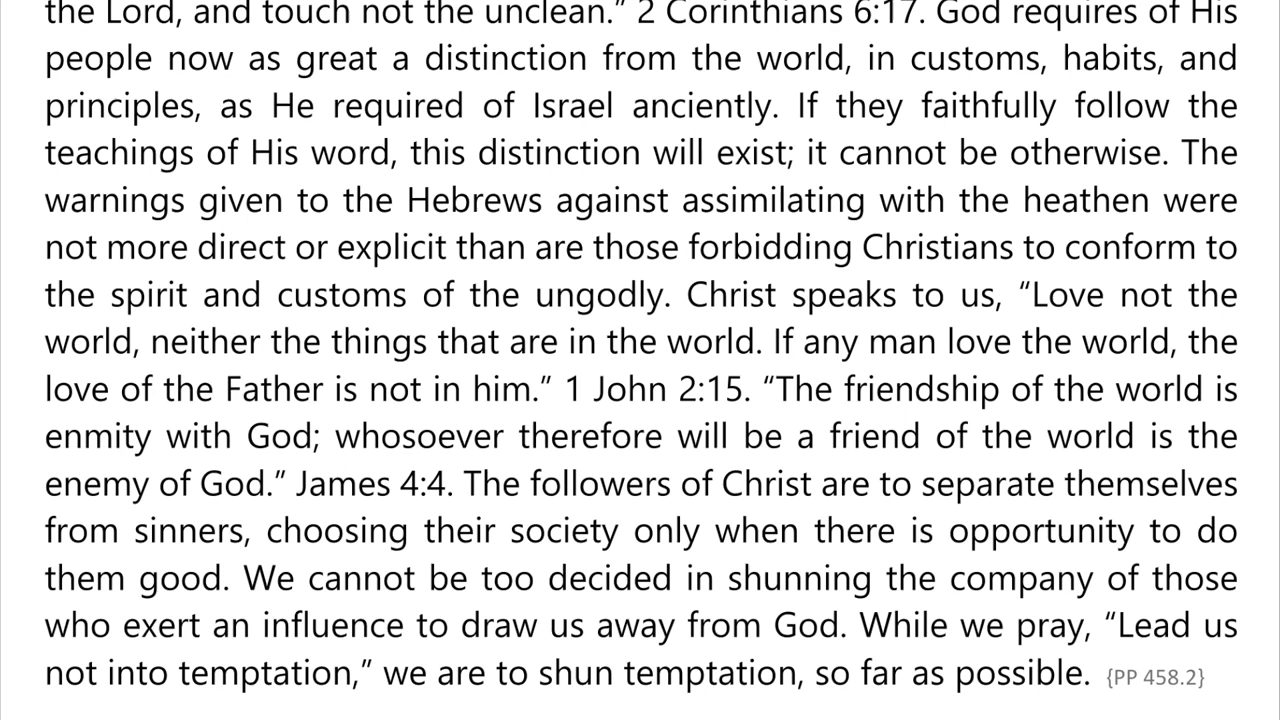 the Lord, and touch not the unclean.” 2 Corinthians 6:17. God requires of His
people now as great a distinction from the world, in customs, habits, and
principles, as He required of Israel anciently. If they faithfully follow the
teachings of His word, this distinction will exist; it cannot be otherwise. The
warnings given to the Hebrews against assimilating with the heathen were
not more direct or explicit than are those forbidding Christians to conform to
the spirit and customs of the ungodly. Christ speaks to us, “Love not the
world, neither the things that are in the world. If any man love the world, the
love of the Father is not in him.” 1 John 2:15. “The friendship of the world is
enmity with God; whosoever therefore will be a friend of the world is the
enemy of God.” James 4:4. The followers of Christ are to separate themselves
from sinners, choosing their society only when there is opportunity to do
them good. We cannot be too decided in shunning the company of those
who exert an influence to draw us away from God. While we pray, “Lead us
not into temptation,” we are to shun temptation, so far as possible. {PP 458.2}